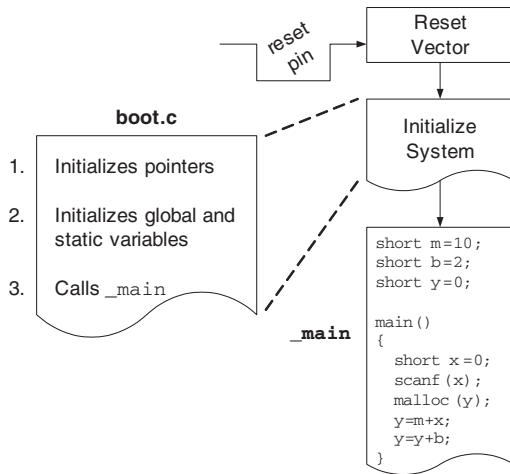 reset
pin
Reset
Vector
Initialize
System
boot.c
1. Initializes pointers
2. Initializes global and
static variables
3. Calls _main
_main
short m=10;
short b=2;
short y=0;
main()
{
short x=0;
scanf(x);
malloc(y);
y=m+x;
y=y+b;
}